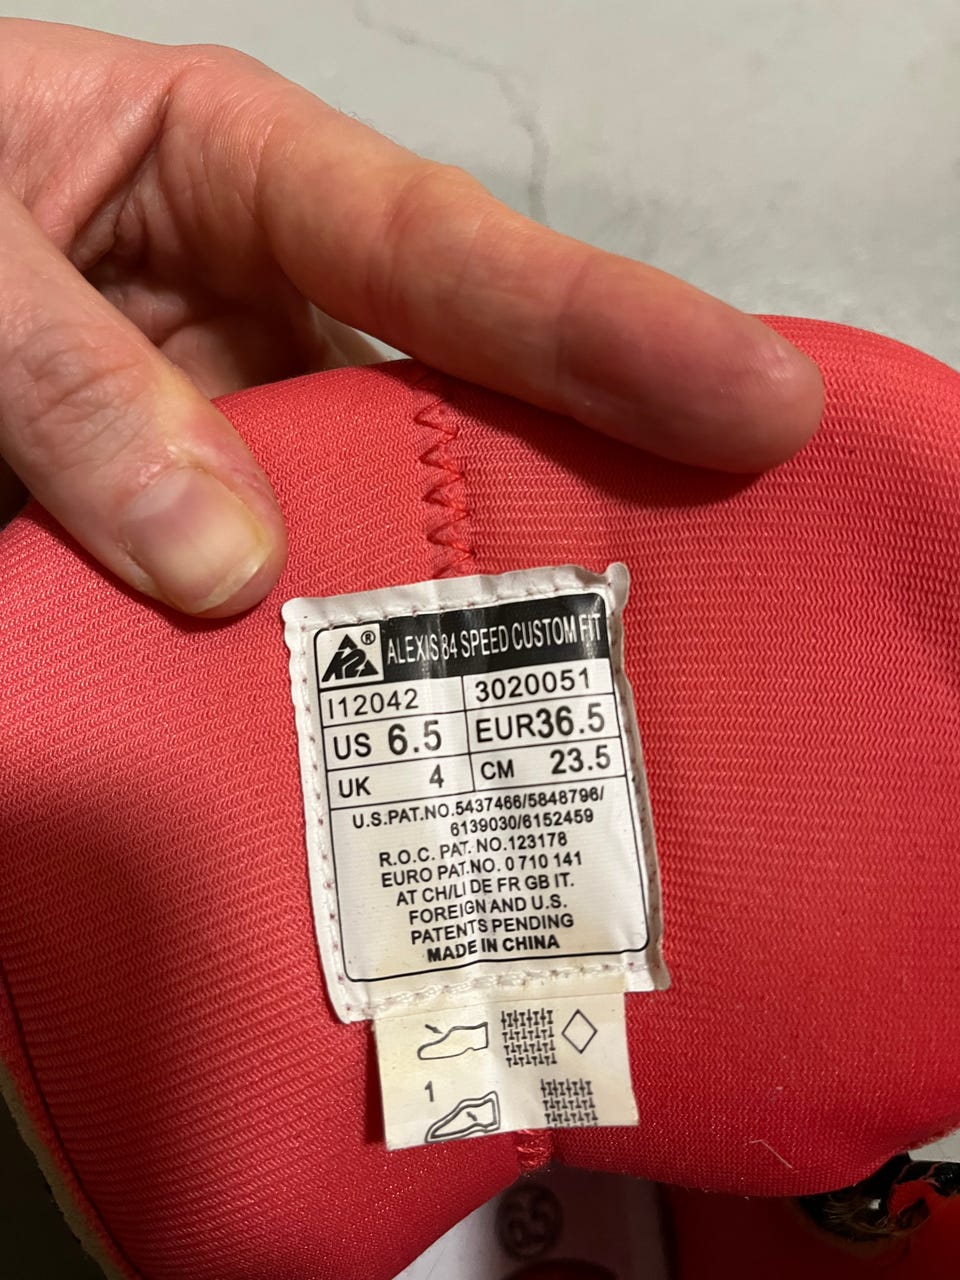 K2® ALEXIS 84 SPEED CUSTOM FIT
I12042 3020051
US 6.5 EUR36.5
UK 4 CM 23.5
U.S.PAT.NO.5437466/5848796/
6139030/6152459
R.O.C. PAT. NO.123178
EURO PAT.NO. 0 710 141
AT CH/LI DE FR GB IT.
FOREIGN AND U.S.
PATENTS PENDING
MADE IN CHINA
1
6.5